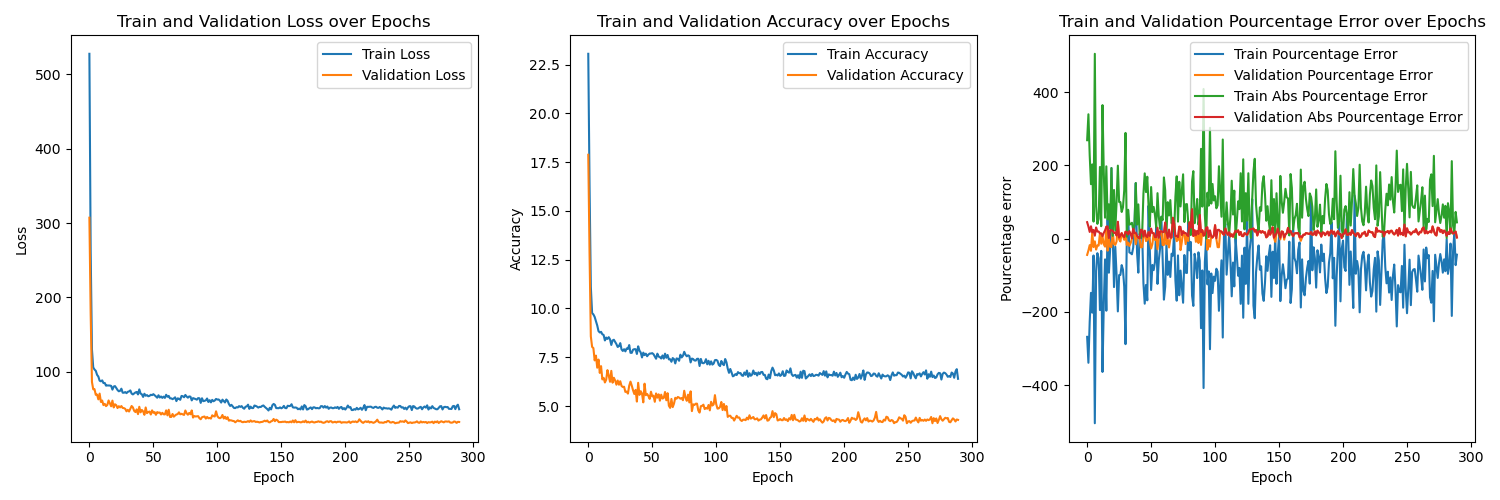 Train and Validation Loss over Epochs
Train Loss
Validation Loss
Loss
500
400
300
200
100
0
50
100
150
200
250
300
Epoch
Train and Validation Accuracy over Epochs
Train Accuracy
Validation Accuracy
Accuracy
22.5
20.0
17.5
15.0
12.5
10.0
7.5
5.0
0
50
100
150
200
250
300
Epoch
Train and Validation Pourcentage Error over Epochs
Train Pourcentage Error
Validation Pourcentage Error
Train Abs Pourcentage Error
Validation Abs Pourcentage Error
Pourcentage error
400
200
0
−200
−400
0
50
100
150
200
250
300
Epoch